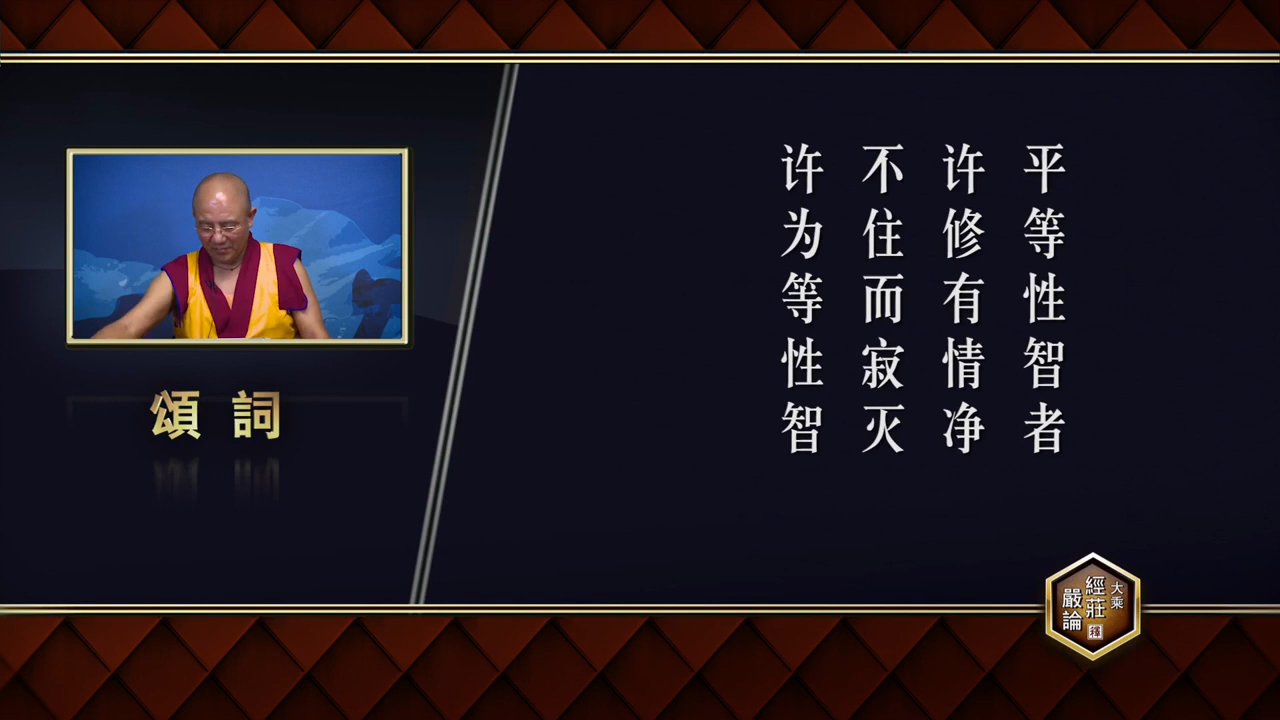 平等性智者
许修有情净
不住而寂灭
许为等性智
頌詞
大乘
經莊
嚴論
釋